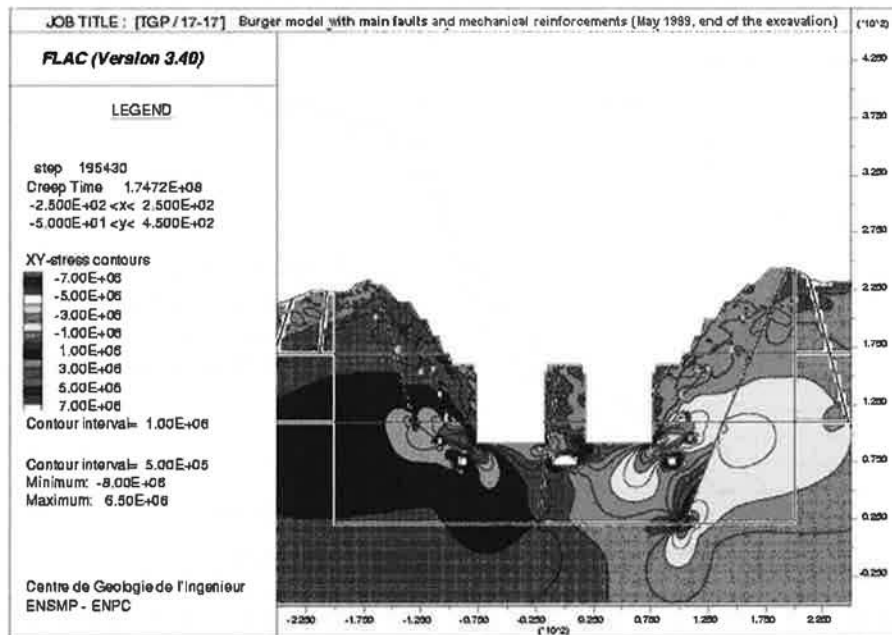 JOB TITLE : [TGP / 17-17] Burger model with main faults and mechanical reinforcements (May 1999, end of the excavation)
(*10^2)
FLAC (Version 3.40)
LEGEND
step 195430
Creep Time 1.7472E+08
-2.500E+02 <x< 2.500E+02
-5.000E+01 <y< 4.500E+02
XY-stress contours
-7.00E+06
-5.00E+06
-3.00E+06
-1.00E+06
1.00E+06
3.00E+06
5.00E+06
7.00E+06
Contour interval= 1.00E+06
Contour interval= 5.00E+05
Minimum: -8.00E+06
Maximum: 6.50E+06
Centre de Geologie de l'Ingenieur
ENSMP - ENPC
4.250
3.750
3.250
2.750
2.250
1.750
1.250
0.750
0.250
-0.250
-2.250 -1.750 -1.250 -0.750 -0.250 0.250 0.750 1.250 1.750 2.250
(*10^2)